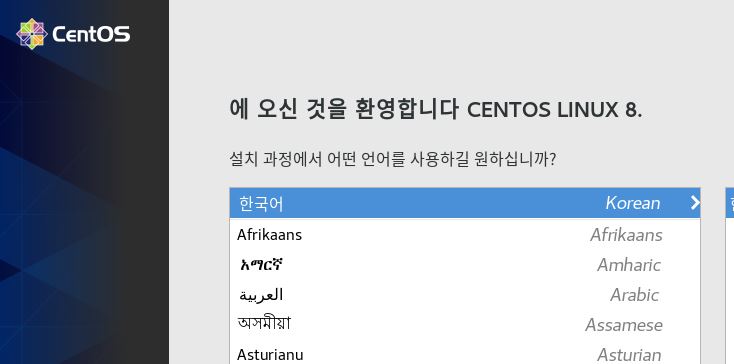 CentOS
에 오신 것을 환영합니다 CENTOS LINUX 8.
설치 과정에서 어떤 언어를 사용하길 원하십니까?
한국어 Korean
Afrikaans Afrikaans
አማርኛ Amharic
العربية Arabic
অসমীয়া Assamese
Asturianu Asturian